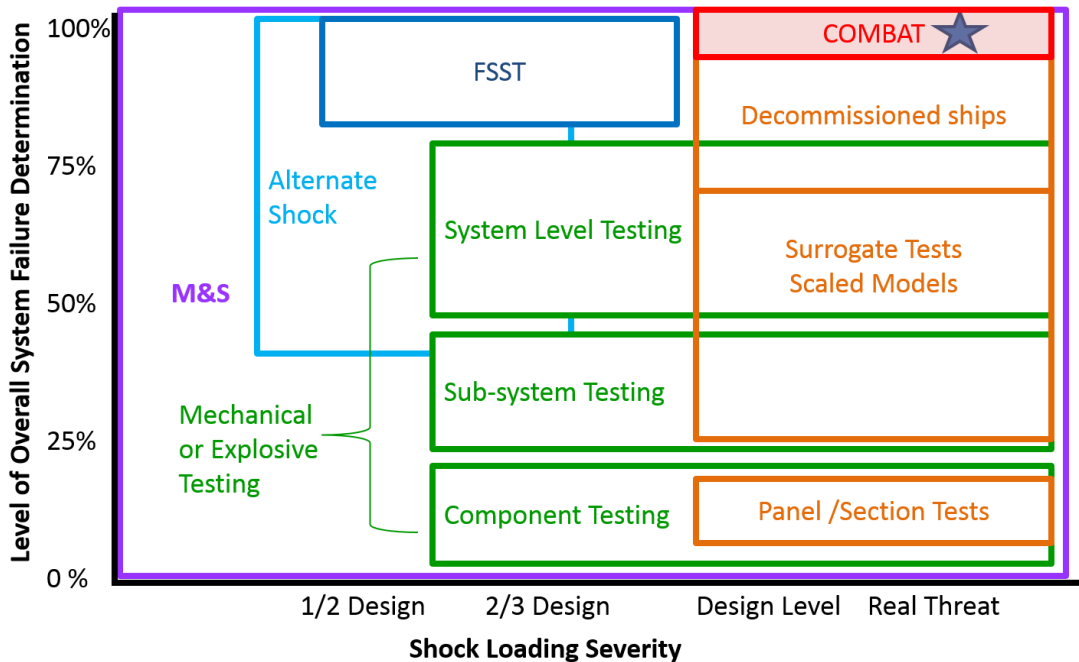 Level of Overall System Failure Determination
100%
75%
50%
25%
0 %
COMBAT
FSST
Decommissioned ships
Alternate
Shock
System Level Testing
Surrogate Tests
Scaled Models
M&S
Sub-system Testing
Mechanical
or Explosive
Testing
Component Testing
Panel /Section Tests
1/2 Design
2/3 Design
Design Level
Real Threat
Shock Loading Severity